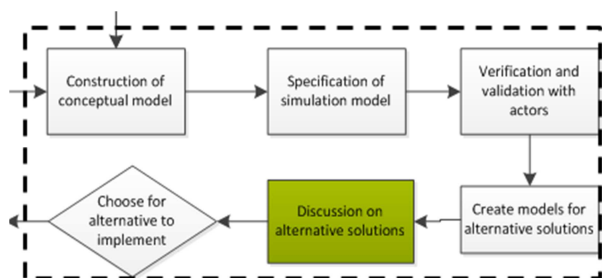 Construction of
conceptual model
Specification of
simulation model
Verification and
validation with
actors
Create models for
alternative solutions
Discussion on
alternative solutions
Choose for
alternative to
implement